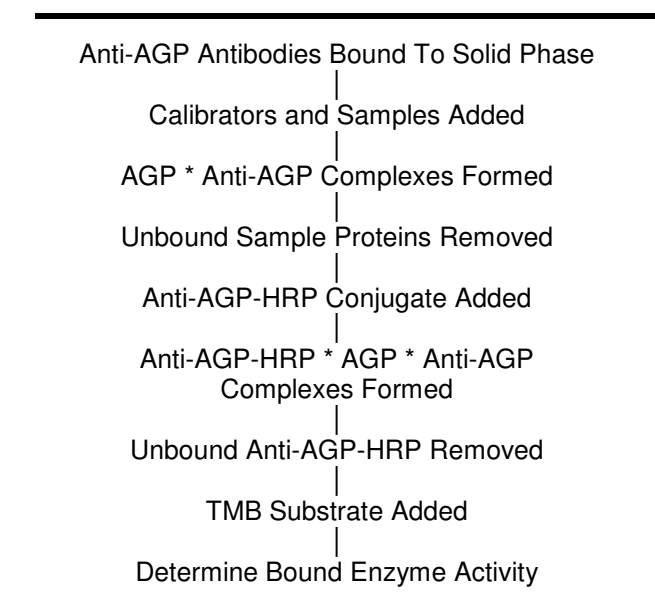 Anti-AGP Antibodies Bound To Solid Phase
Calibrators and Samples Added
AGP * Anti-AGP Complexes Formed
Unbound Sample Proteins Removed
Anti-AGP-HRP Conjugate Added
Anti-AGP-HRP * AGP * Anti-AGP
Complexes Formed
Unbound Anti-AGP-HRP Removed
TMB Substrate Added
Determine Bound Enzyme Activity